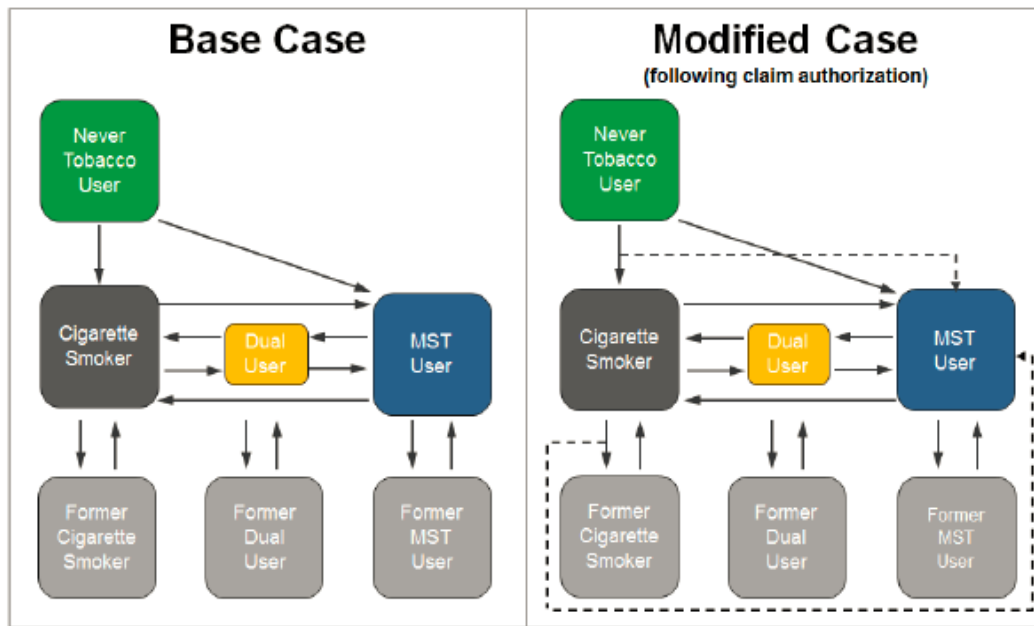 Base Case
Never
Tobacco
User
Cigarette
Smoker
Dual
User
MST
User
Former
Cigarette
Smoker
Former
Dual
User
Former
MST
User
Modified Case
(following claim authorization)
Never
Tobacco
User
Cigarette
Smoker
Dual
User
MST
User
Former
Cigarette
Smoker
Former
Dual
User
Former
MST
User